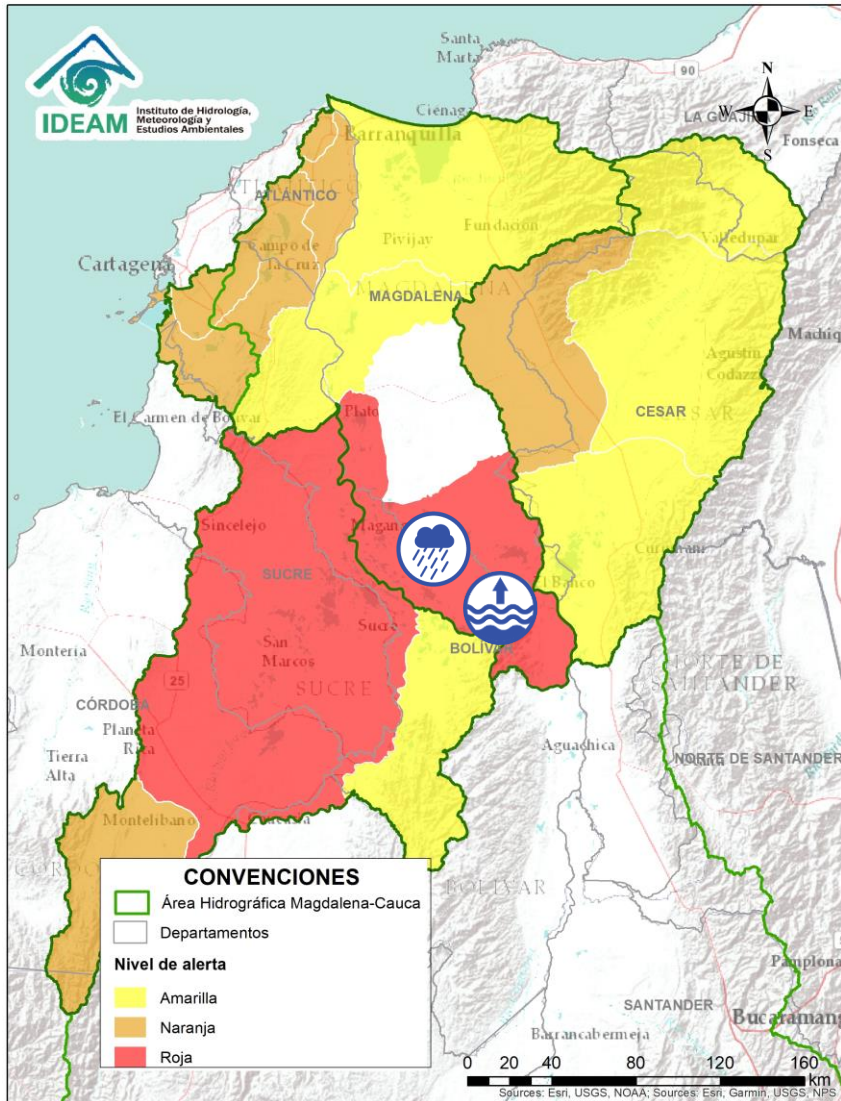 IDEAM
Instituto de Hidrología,
Meteorología y
Estudios Ambientales
Santa
Marta
90
N
W
E
S
LA GUAJIRA
Ciénaga
Fonseca
Barranquilla
ATLÁNTICO
Campo de
la Cruz
Pivijay
Fundación
Valledupar
Cartagena
MAGDALENA
MAGDALENA
Machiq
Agustín
Codazzi
El Carmen de Bolívar
Plato
CESAR
Sincelejo
Magang
SUCRE
El Banco
Curumaní
Sucre
Montería
San
Marcos
SUCRE
BOLÍVAR
25
CÓRDOBA
Planeta
Rica
Tierra
Alta
Aguachica
NORTE DE
SANTANDER
NORTE DE SANTANDER
Montelibano
BOLÍVAR
CONVENCIONES
Área Hidrográfica Magdalena-Cauca
Departamentos
Nivel de alerta
Amarilla
Naranja
Roja
Pamplona
SANTANDER
Bucaramang
Barrancabermeja
0 20 40 80 120 160
Km
Sources: Esri, USGS, NOAA; Sources: Esri, Garmin, USGS, NPS